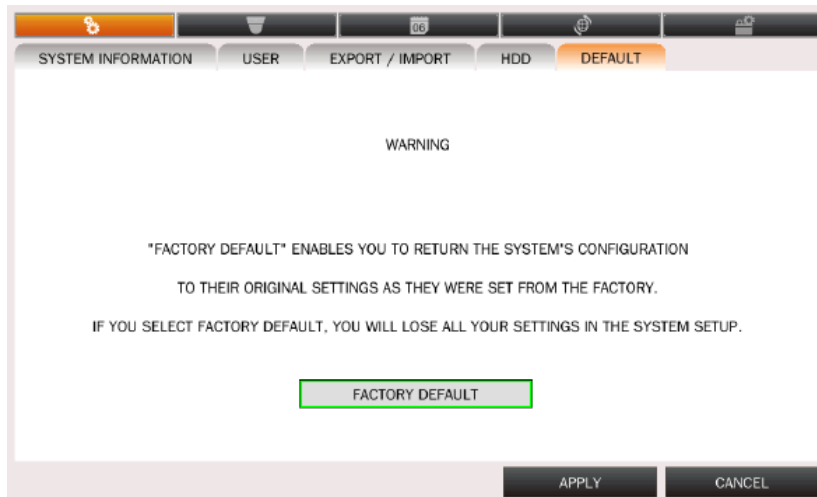 06
SYSTEM INFORMATION USER EXPORT / IMPORT HDD DEFAULT
WARNING
"FACTORY DEFAULT" ENABLES YOU TO RETURN THE SYSTEM'S CONFIGURATION
TO THEIR ORIGINAL SETTINGS AS THEY WERE SET FROM THE FACTORY.
IF YOU SELECT FACTORY DEFAULT, YOU WILL LOSE ALL YOUR SETTINGS IN THE SYSTEM SETUP.
FACTORY DEFAULT
APPLY CANCEL